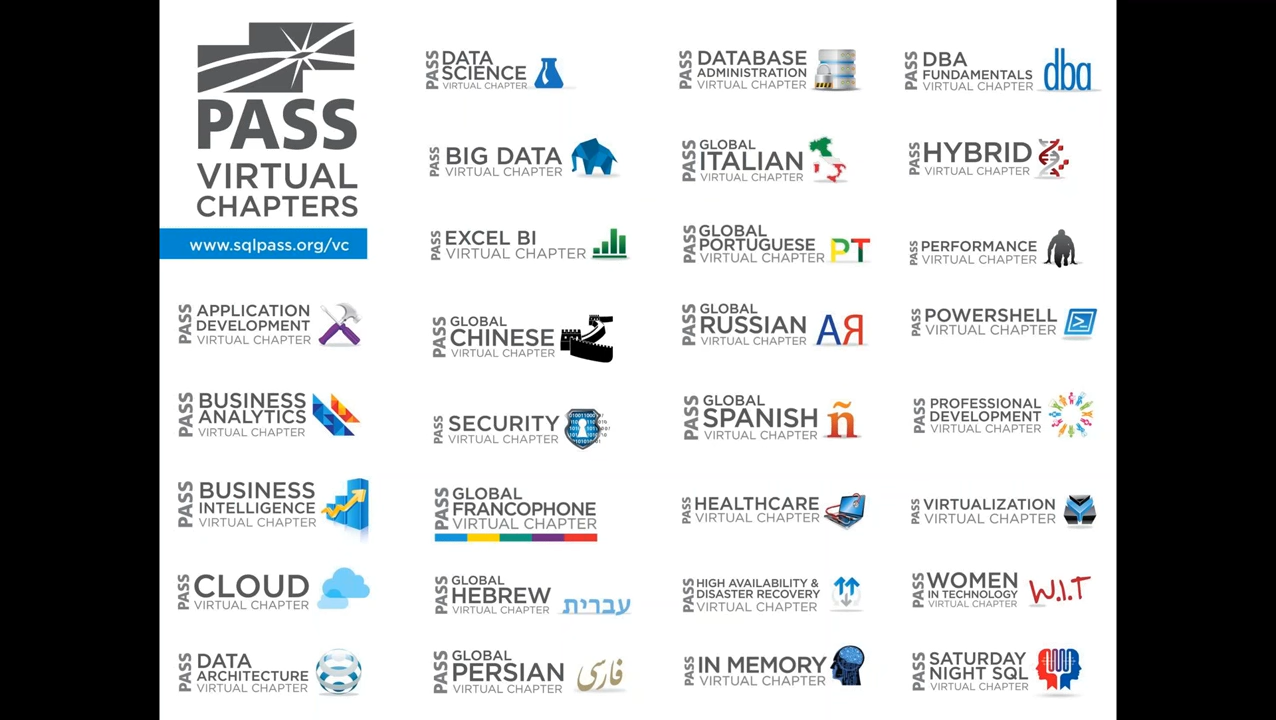 PASS
VIRTUAL
CHAPTERS
www.sqlpass.org/vc
PASS
APPLICATION
DEVELOPMENT
VIRTUAL CHAPTER
PASS
BUSINESS
ANALYTICS
VIRTUAL CHAPTER
PASS
BUSINESS
INTELLIGENCE
VIRTUAL CHAPTER
PASS
CLOUD
VIRTUAL CHAPTER
PASS
DATA
ARCHITECTURE
VIRTUAL CHAPTER
PASS
DATA
SCIENCE
VIRTUAL CHAPTER
PASS
BIG DATA
VIRTUAL CHAPTER
PASS
EXCEL BI
VIRTUAL CHAPTER
PASS
GLOBAL
CHINESE
VIRTUAL CHAPTER
PASS
SECURITY
VIRTUAL CHAPTER
PASS
GLOBAL
FRANCOPHONE
VIRTUAL CHAPTER
PASS
GLOBAL
HEBREW
VIRTUAL CHAPTER
עברית
PASS
GLOBAL
PERSIAN
VIRTUAL CHAPTER
فارسی
PASS
DATABASE
ADMINISTRATION
VIRTUAL CHAPTER
PASS
GLOBAL
ITALIAN
VIRTUAL CHAPTER
PASS
GLOBAL
PORTUGUESE
VIRTUAL CHAPTER
PT
PASS
GLOBAL
RUSSIAN
VIRTUAL CHAPTER
АЯ
PASS
GLOBAL
SPANISH
VIRTUAL CHAPTER
ñ
PASS
HEALTHCARE
VIRTUAL CHAPTER
PASS
HIGH AVAILABILITY &
DISASTER RECOVERY
VIRTUAL CHAPTER
PASS
IN MEMORY
VIRTUAL CHAPTER
PASS
DBA
FUNDAMENTALS
VIRTUAL CHAPTER
dba
PASS
HYBRID
VIRTUAL CHAPTER
PASS
PERFORMANCE
VIRTUAL CHAPTER
PASS
POWERSHELL
VIRTUAL CHAPTER
PASS
PROFESSIONAL
DEVELOPMENT
VIRTUAL CHAPTER
PASS
VIRTUALIZATION
VIRTUAL CHAPTER
PASS
WOMEN
IN TECHNOLOGY
VIRTUAL CHAPTER
W.I.T
PASS
SATURDAY
NIGHT SQL
VIRTUAL CHAPTER